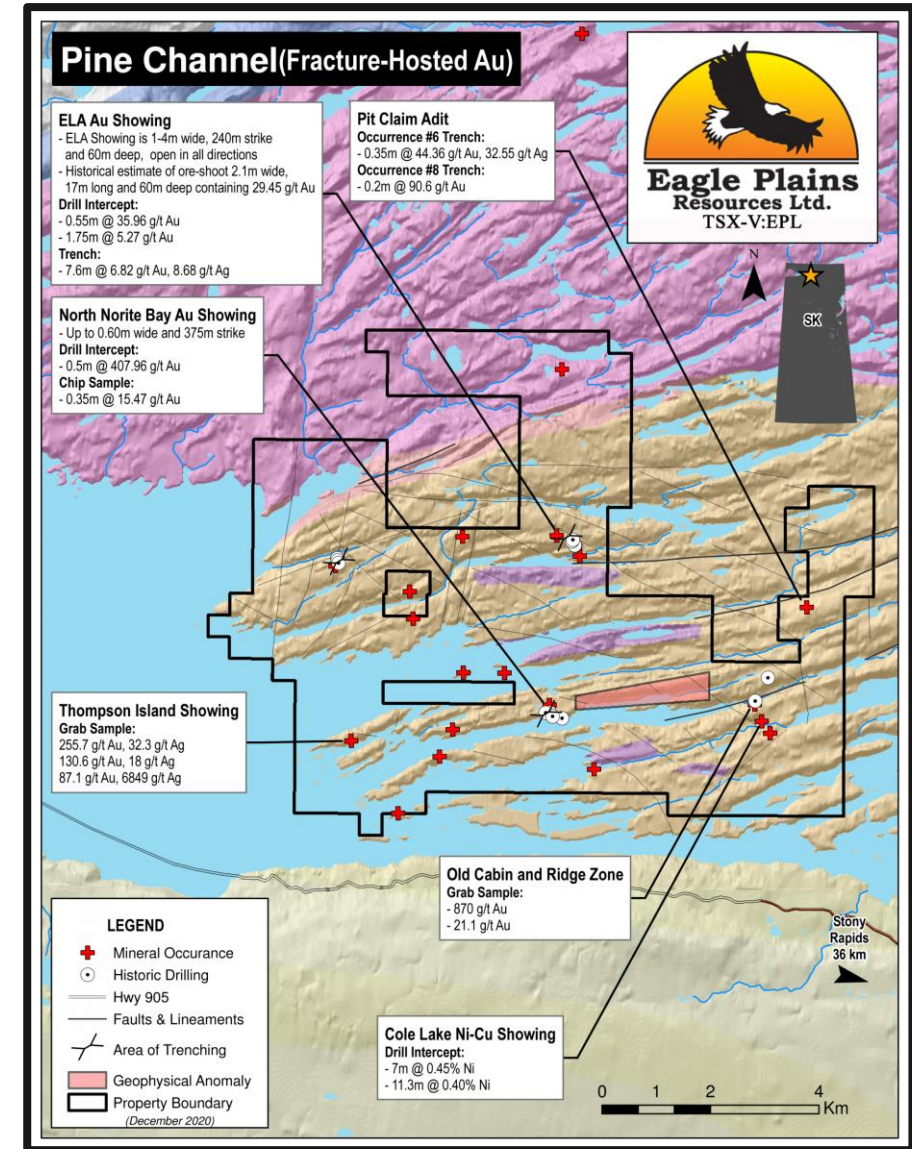 Pine Channel(Fracture-Hosted Au)
Eagle Plains
Resources Ltd.
TSX-V:EPL
ELA Au Showing
- ELA Showing is 1-4m wide, 240m strike
and 60m deep, open in all directions
- Historical estimate of ore-shoot 2.1m wide,
17m long and 60m deep containing 29.45 g/t Au
Drill Intercept:
- 0.55m @ 35.96 g/t Au
- 1.75m @ 5.27 g/t Au
Trench:
- 7.6m @ 6.82 g/t Au, 8.68 g/t Ag
Pit Claim Adit
Occurrence #6 Trench:
- 0.35m @ 44.36 g/t Au, 32.55 g/t Ag
Occurrence #8 Trench:
- 0.2m @ 90.6 g/t Au
N
SK
North Norite Bay Au Showing
- Up to 0.60m wide and 375m strike
Drill Intercept:
- 0.5m @ 407.96 g/t Au
Chip Sample:
- 0.35m @ 15.47 g/t Au
Thompson Island Showing
Grab Sample:
255.7 g/t Au, 32.3 g/t Ag
130.6 g/t Au, 18 g/t Ag
87.1 g/t Au, 6849 g/t Ag
Old Cabin and Ridge Zone
Grab Sample:
- 870 g/t Au
- 21.1 g/t Au
Stony
Rapids
36 km
Cole Lake Ni-Cu Showing
Drill Intercept:
- 7m @ 0.45% Ni
- 11.3m @ 0.40% Ni
LEGEND
Mineral Occurance
Historic Drilling
Hwy 905
Faults & Lineaments
Area of Trenching
Geophysical Anomaly
Property Boundary
(December 2020)
0 1 2 4
Km